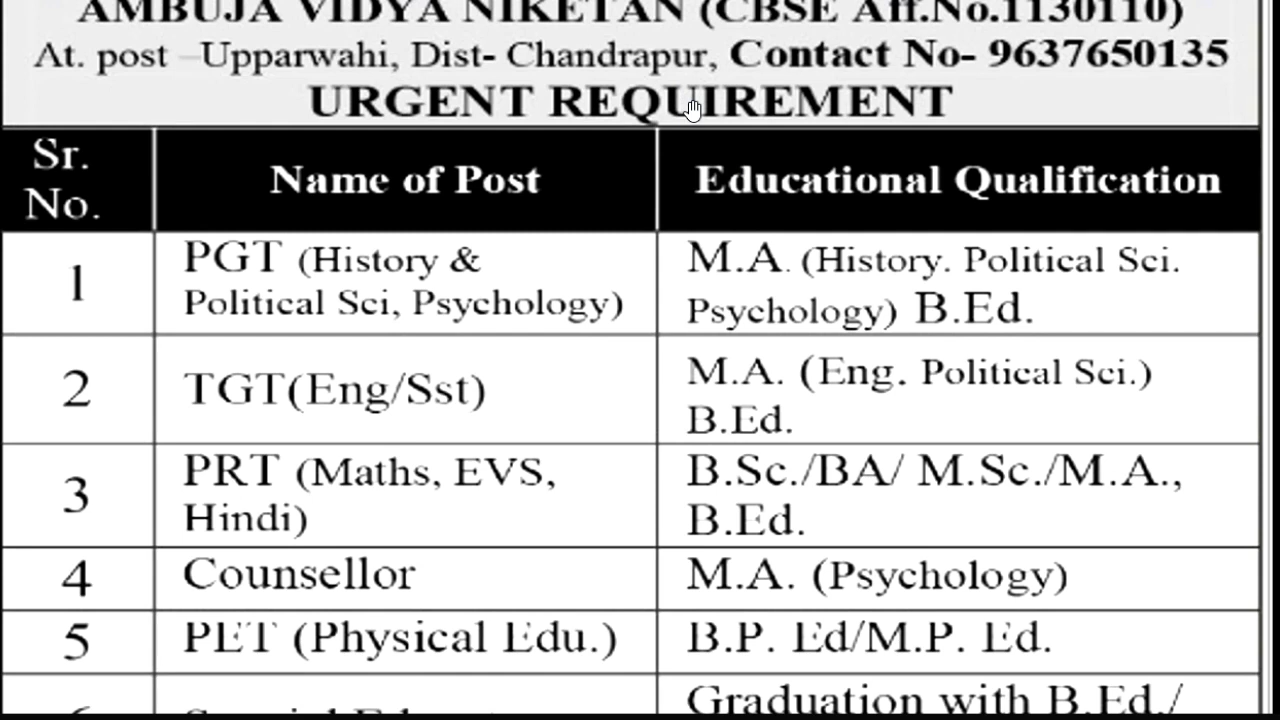 AMBUJA VIDYA NIKETAN (CBSE Aff.No.1130110)
At. post –Upparwahi, Dist- Chandrapur, Contact No- 9637650135
URGENT REQUIREMENT
Sr. No.
Name of Post
Educational Qualification
1
PGT (History &
Political Sci, Psychology)
M.A. (History. Political Sci.
Psychology) B.Ed.
2
TGT(Eng/Sst)
M.A. (Eng. Political Sci.)
B.Ed.
3
PRT (Maths, EVS,
Hindi)
B.Sc./BA/ M.Sc./M.A.,
B.Ed.
4
Counsellor
M.A. (Psychology)
5
PET (Physical Edu.)
B.P. Ed/M.P. Ed.
Graduation with B.Ed./